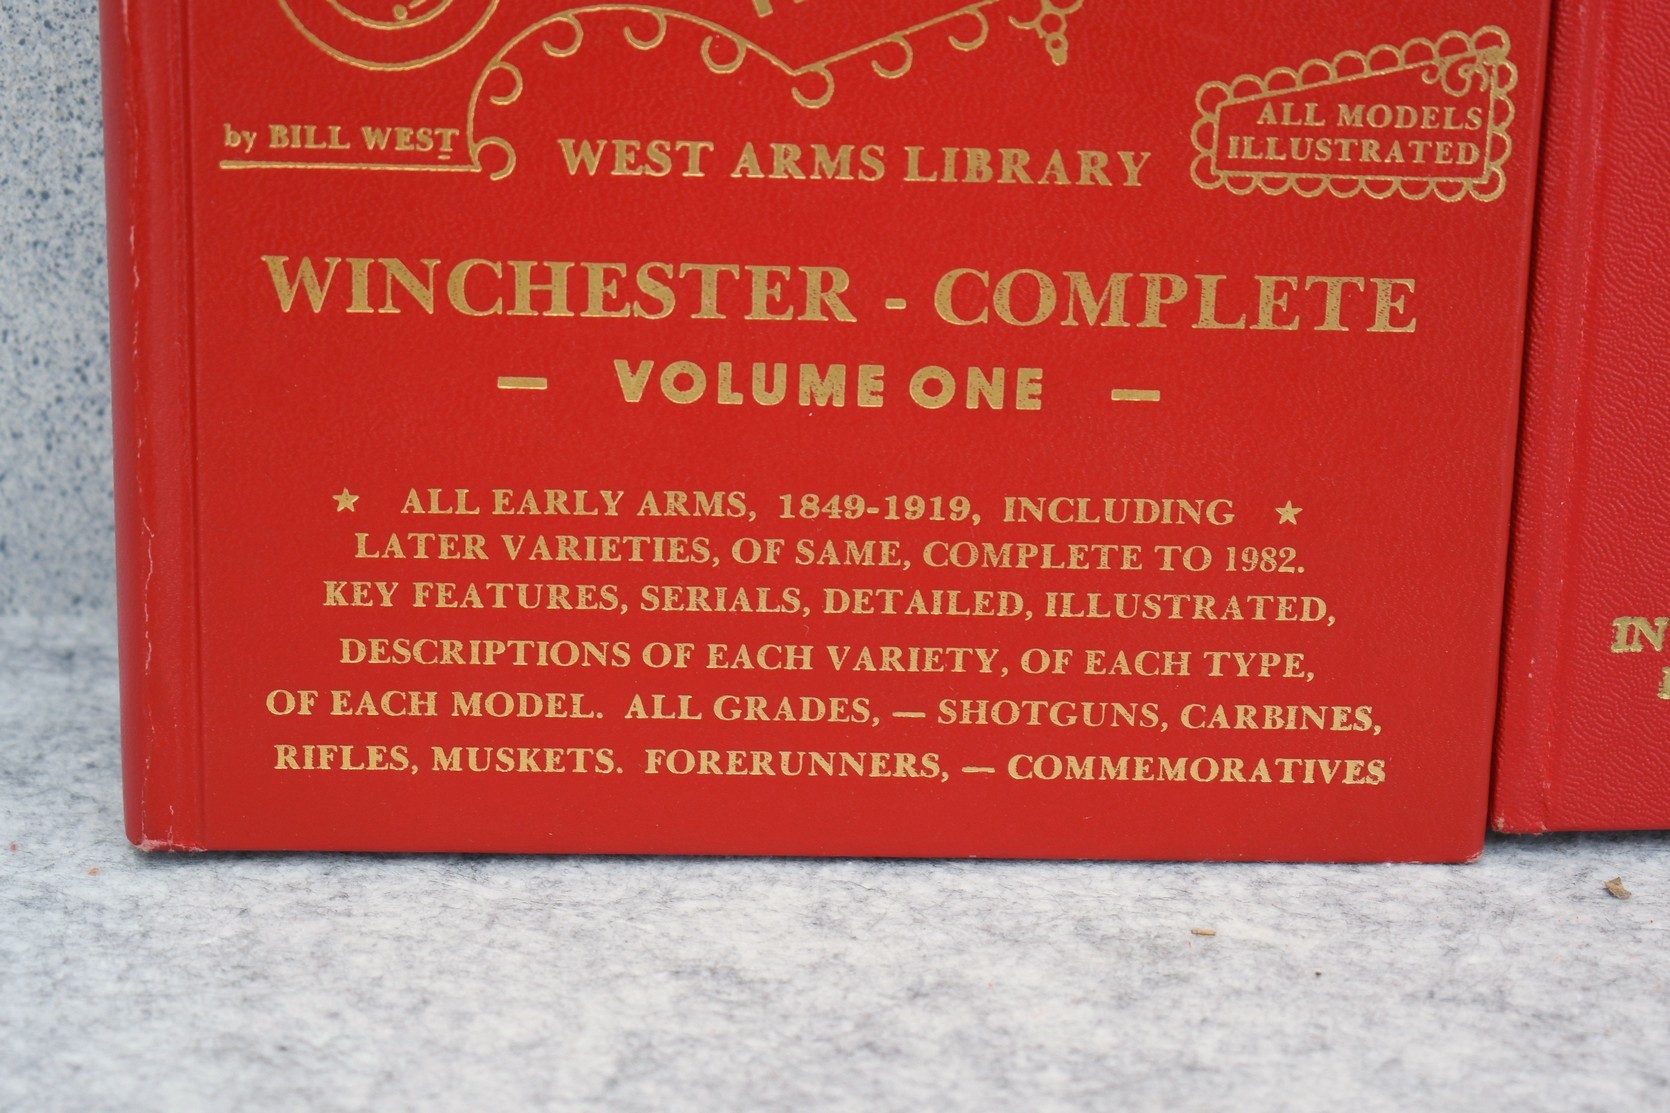 by BILL WEST
WEST ARMS LIBRARY
ALL MODELS
ILLUSTRATED
WINCHESTER - COMPLETE
— VOLUME ONE —
★ ALL EARLY ARMS, 1849-1919, INCLUDING ★
LATER VARIETIES, OF SAME, COMPLETE TO 1982.
KEY FEATURES, SERIALS, DETAILED, ILLUSTRATED,
DESCRIPTIONS OF EACH VARIETY, OF EACH TYPE,
OF EACH MODEL. ALL GRADES, — SHOTGUNS, CARBINES,
RIFLES, MUSKETS. FORERUNNERS, — COMMEMORATIVES
IN